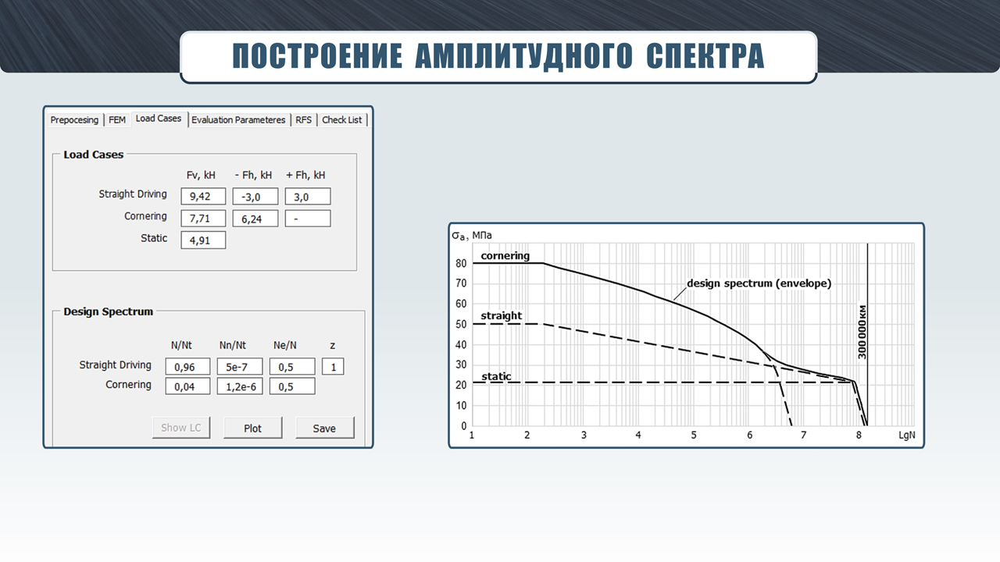 ПОСТРОЕНИЕ АМПЛИТУДНОГО СПЕКТРА
Prepocesing FEM Load Cases Evaluation Parameteres RFS Check List
Load Cases
Fv, kH - Fh, kH + Fh, kH
Straight Driving 9,42 -3,0 3,0
Cornering 7,71 6,24 -
Static 4,91
Design Spectrum
N/Nt Nn/Nt Ne/N z
Straight Driving 0,96 5e-7 0,5 1
Cornering 0,04 1,2e-6 0,5
Show LC Plot Save
σa, МПа
cornering
80
70
design spectrum (envelope)
60
straight
50
40
30
static
20
10
0
300 000 км
1 2 3 4 5 6 7 8 LgN